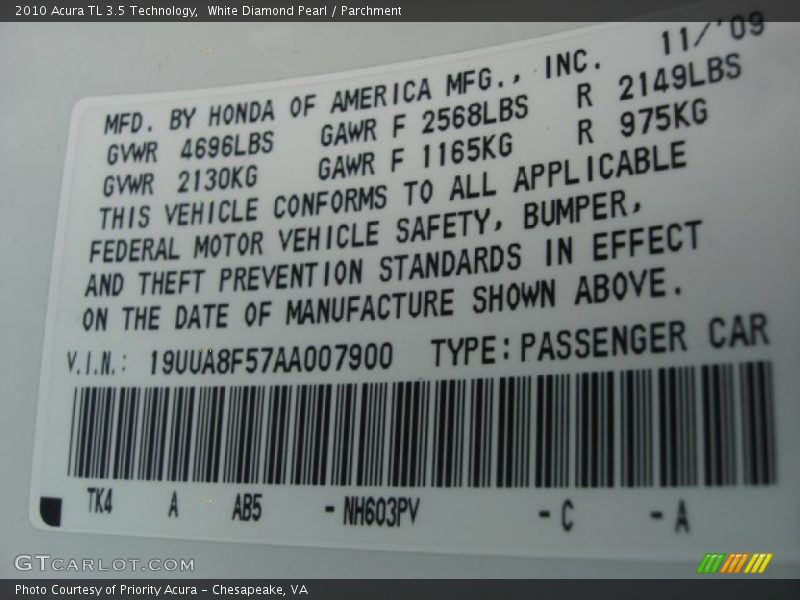 2010 Acura TL 3.5 Technology,  White Diamond Pearl / Parchment
11/'09
MFD. BY HONDA OF AMERICA MFG., INC.
GVWR 4696LBS GAWR F 2568LBS R 2149LBS
GVWR 2130KG GAWR F 1165KG R 975KG
THIS VEHICLE CONFORMS TO ALL APPLICABLE
FEDERAL MOTOR VEHICLE SAFETY, BUMPER,
AND THEFT PREVENTION STANDARDS IN EFFECT
ON THE DATE OF MANUFACTURE SHOWN ABOVE.
V.I.N.: 19UUA8F57AA007900 TYPE: PASSENGER CAR
TK4 A AB5 - NH603PV - C - A
GTCARLOT.COM
Photo Courtesy of Priority Acura – Chesapeake, VA